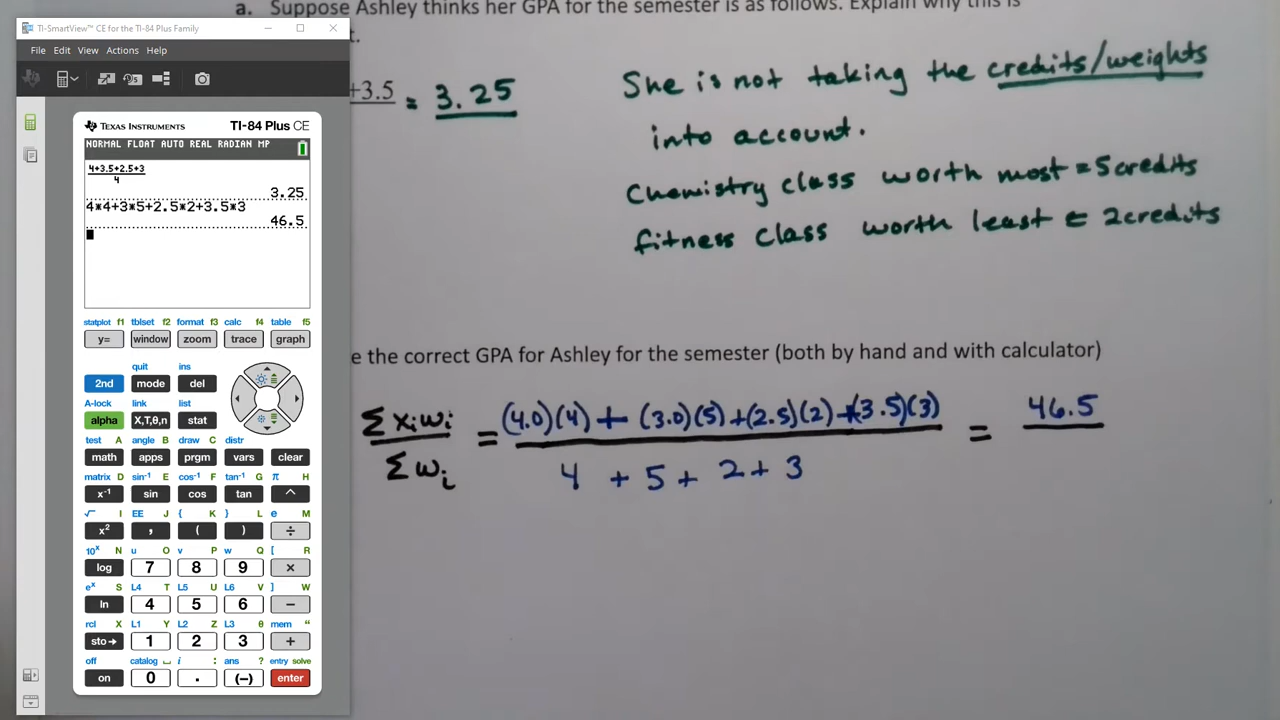 a. Suppose Ashley thinks her GPA for the semester is as follows. Explain why this is
t.
+3.5 = 3.25
She is not taking the credits/weights
into account.
Chemistry class worth most = 5 credits
fitness class worth least ∈ 2 credits
e the correct GPA for Ashley for the semester (both by hand and with calculator)
Σ xᵢwᵢ = (4.0)(4) + (3.0)(5) + (2.5)(2) + (3.5)(3) = 46.5
Σ wᵢ 4 + 5 + 2 + 3
TI-SmartView™ CE for the TI-84 Plus Family
File Edit View Actions Help
TEXAS INSTRUMENTS TI-84 Plus CE
NORMAL FLOAT AUTO REAL RADIAN MP
4+3.5+2.5+3
4
3.25
4*4+3*5+2.5*2+3.5*3
46.5
statplot f1 tblset f2 format f3 calc f4 table f5
y= window zoom trace graph
quit ins
2nd mode del
A-lock link list
alpha X,T,θ,n stat
test A angle B draw C distr
math apps prgm vars clear
matrix D sin⁻¹ E cos⁻¹ F tan⁻¹ G π H
x⁻¹ sin cos tan ^
√ I EE J { K } L e M
x² , ( ) ÷
10ˣ N u O v P w Q [ R
log 7 8 9 ×
eˣ S L4 T L5 U L6 V ] W
ln 4 5 6 −
rcl X L1 Y L2 Z L3 θ mem "
sto→ 1 2 3 +
off catalog i : ans ? entry solve
on 0 . (−) enter